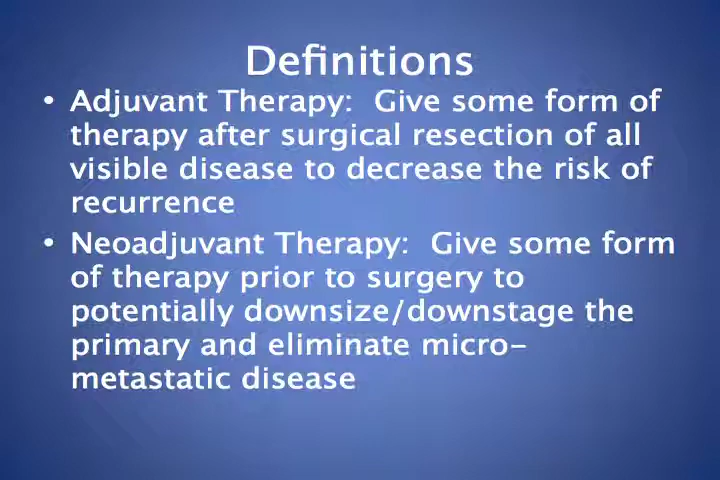 Definitions
• Adjuvant Therapy:  Give some form of
therapy after surgical resection of all
visible disease to decrease the risk of
recurrence
• Neoadjuvant Therapy:  Give some form
of therapy prior to surgery to
potentially downsize/downstage the
primary and eliminate micro-
metastatic disease